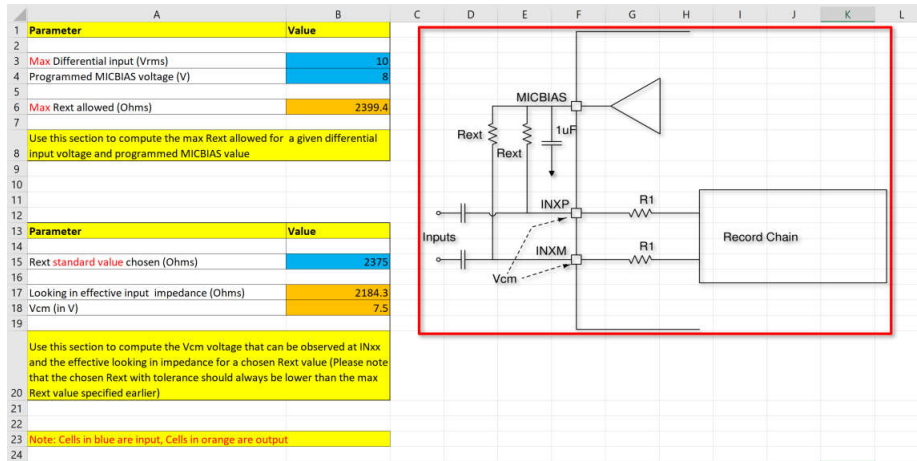 A B C D E F G H I J K L
1 Parameter Value
2
3 Max Differential input (Vrms) 10
4 Programmed MICBIAS voltage (V) 8
5
6 Max Rext allowed (Ohms) 2399.4
7
Use this section to compute the max Rext allowed for a given differential
8 input voltage and programmed MICBIAS value
9
10
11
12
13 Parameter Value
14
15 Rext standard value chosen (Ohms) 2375
16
17 Looking in effective input impedance (Ohms) 2184.3
18 Vcm (in V) 7.5
19
Use this section to compute the Vcm voltage that can be observed at INxx
and the effective looking in impedance for a chosen Rext value (Please note
that the chosen Rext with tolerance should always be lower than the max
20 Rext value specified earlier)
21
22
23 Note: Cells in blue are input, Cells in orange are output
24
MICBIAS
Rext
1uF
Rext
INXP
R1
Inputs
INXM
R1
Record Chain
Vcm